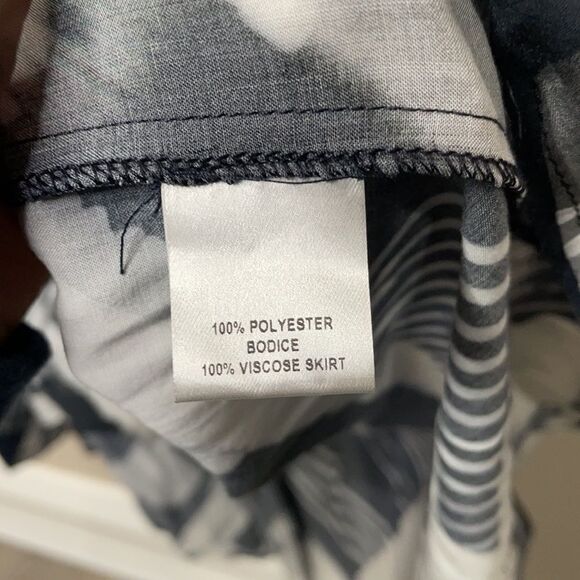 100% POLYESTER
BODICE
100% VISCOSE SKIRT